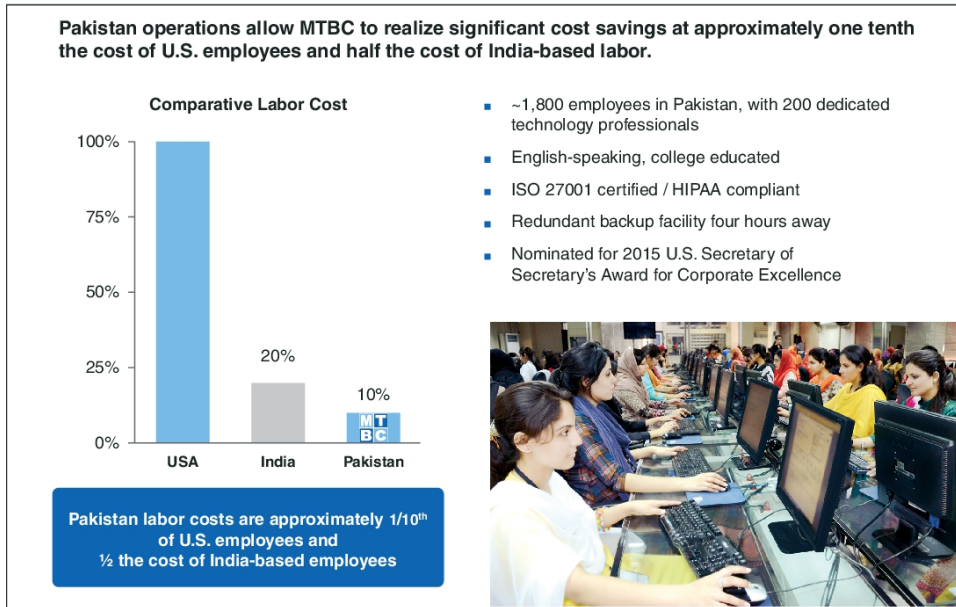 Pakistan operations allow MTBC to realize significant cost savings at approximately one tenth
the cost of U.S. employees and half the cost of India-based labor.
Comparative Labor Cost
100%
75%
50%
25%
0%
20%
10%
MT
BC
USA
India
Pakistan
Pakistan labor costs are approximately 1/10th
of U.S. employees and
½ the cost of India-based employees
~1,800 employees in Pakistan, with 200 dedicated
technology professionals
English-speaking, college educated
ISO 27001 certified / HIPAA compliant
Redundant backup facility four hours away
Nominated for 2015 U.S. Secretary of
Secretary's Award for Corporate Excellence